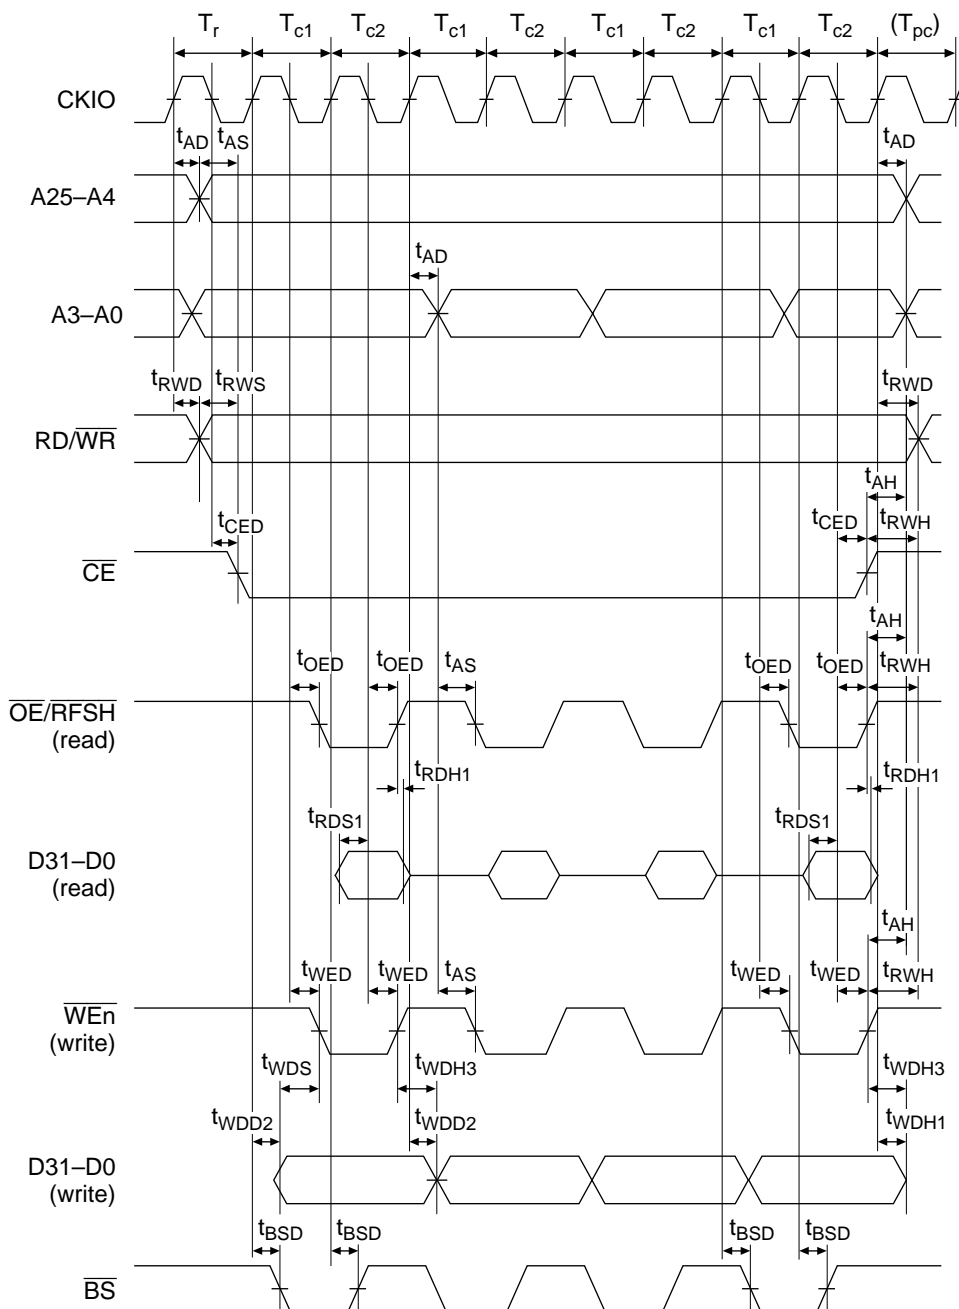 Tr Tc1 Tc2 Tc1 Tc2 Tc1 Tc2 Tc1 Tc2 (Tpc)
CKIO
tAD tAS tAD
A25–A4
tAD
A3–A0
tRWD tRWS tRWD
RD/WR
tAH
tCED tCED tRWH
CE
tAH
tOED tOED tAS tOED tOED tRWH
OE/RFSH
(read)
tRDH1 tRDH1
tRDS1 tRDS1
D31–D0
(read)
tAH
tWED tWED tAS tWED tWED tRWH
WEn
(write)
tWDS tWDH3 tWDH3
tWDD2 tWDD2 tWDH1
D31–D0
(write)
tBSD tBSD tBSD tBSD
BS